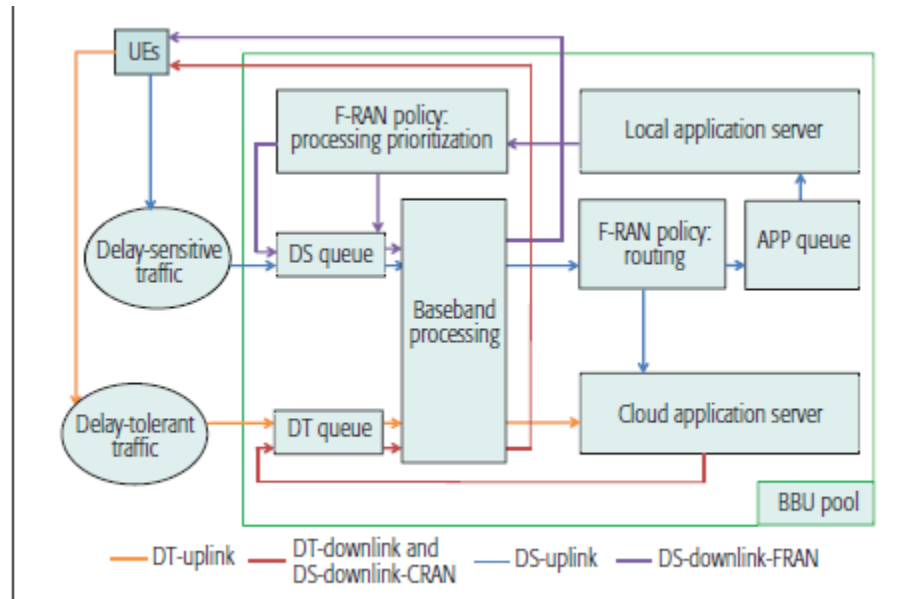 UEs
F-RAN policy:
processing prioritization
Local application server
Delay-sensitive
traffic
DS queue
Baseband
processing
F-RAN policy:
routing
APP queue
Delay-tolerant
traffic
DT queue
Cloud application server
BBU pool
DT-uplink
DT-downlink and
DS-downlink-CRAN
DS-uplink
DS-downlink-FRAN